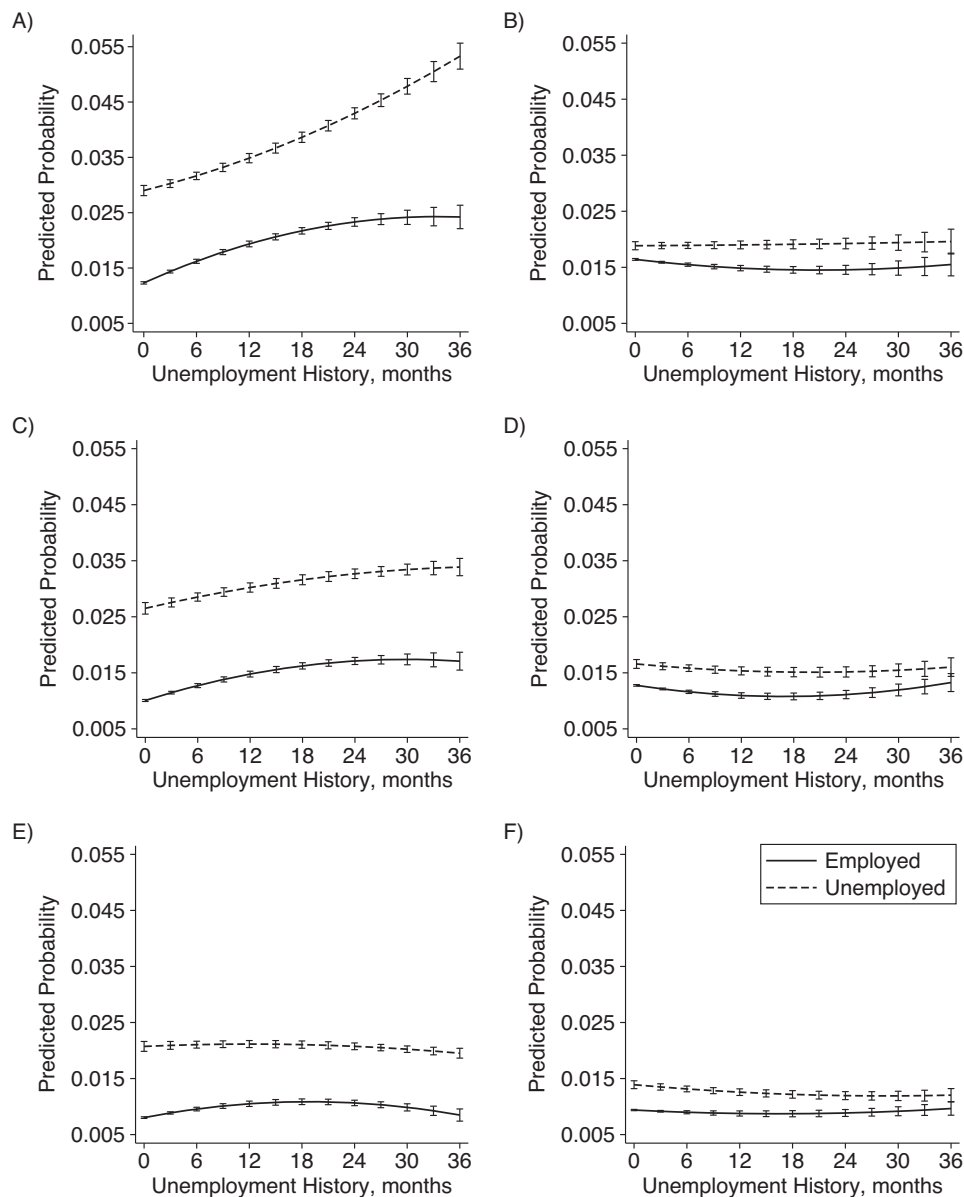 A)
0.055
0.045
0.035
0.025
0.015
0.005
Predicted Probability
0 6 12 18 24 30 36
Unemployment History, months
B)
0.055
0.045
0.035
0.025
0.015
0.005
Predicted Probability
0 6 12 18 24 30 36
Unemployment History, months
C)
0.055
0.045
0.035
0.025
0.015
0.005
Predicted Probability
0 6 12 18 24 30 36
Unemployment History, months
D)
0.055
0.045
0.035
0.025
0.015
0.005
Predicted Probability
0 6 12 18 24 30 36
Unemployment History, months
E)
0.055
0.045
0.035
0.025
0.015
0.005
Predicted Probability
0 6 12 18 24 30 36
Unemployment History, months
F)
0.055
0.045
0.035
0.025
0.015
0.005
Predicted Probability
Employed
Unemployed
0 6 12 18 24 30 36
Unemployment History, months